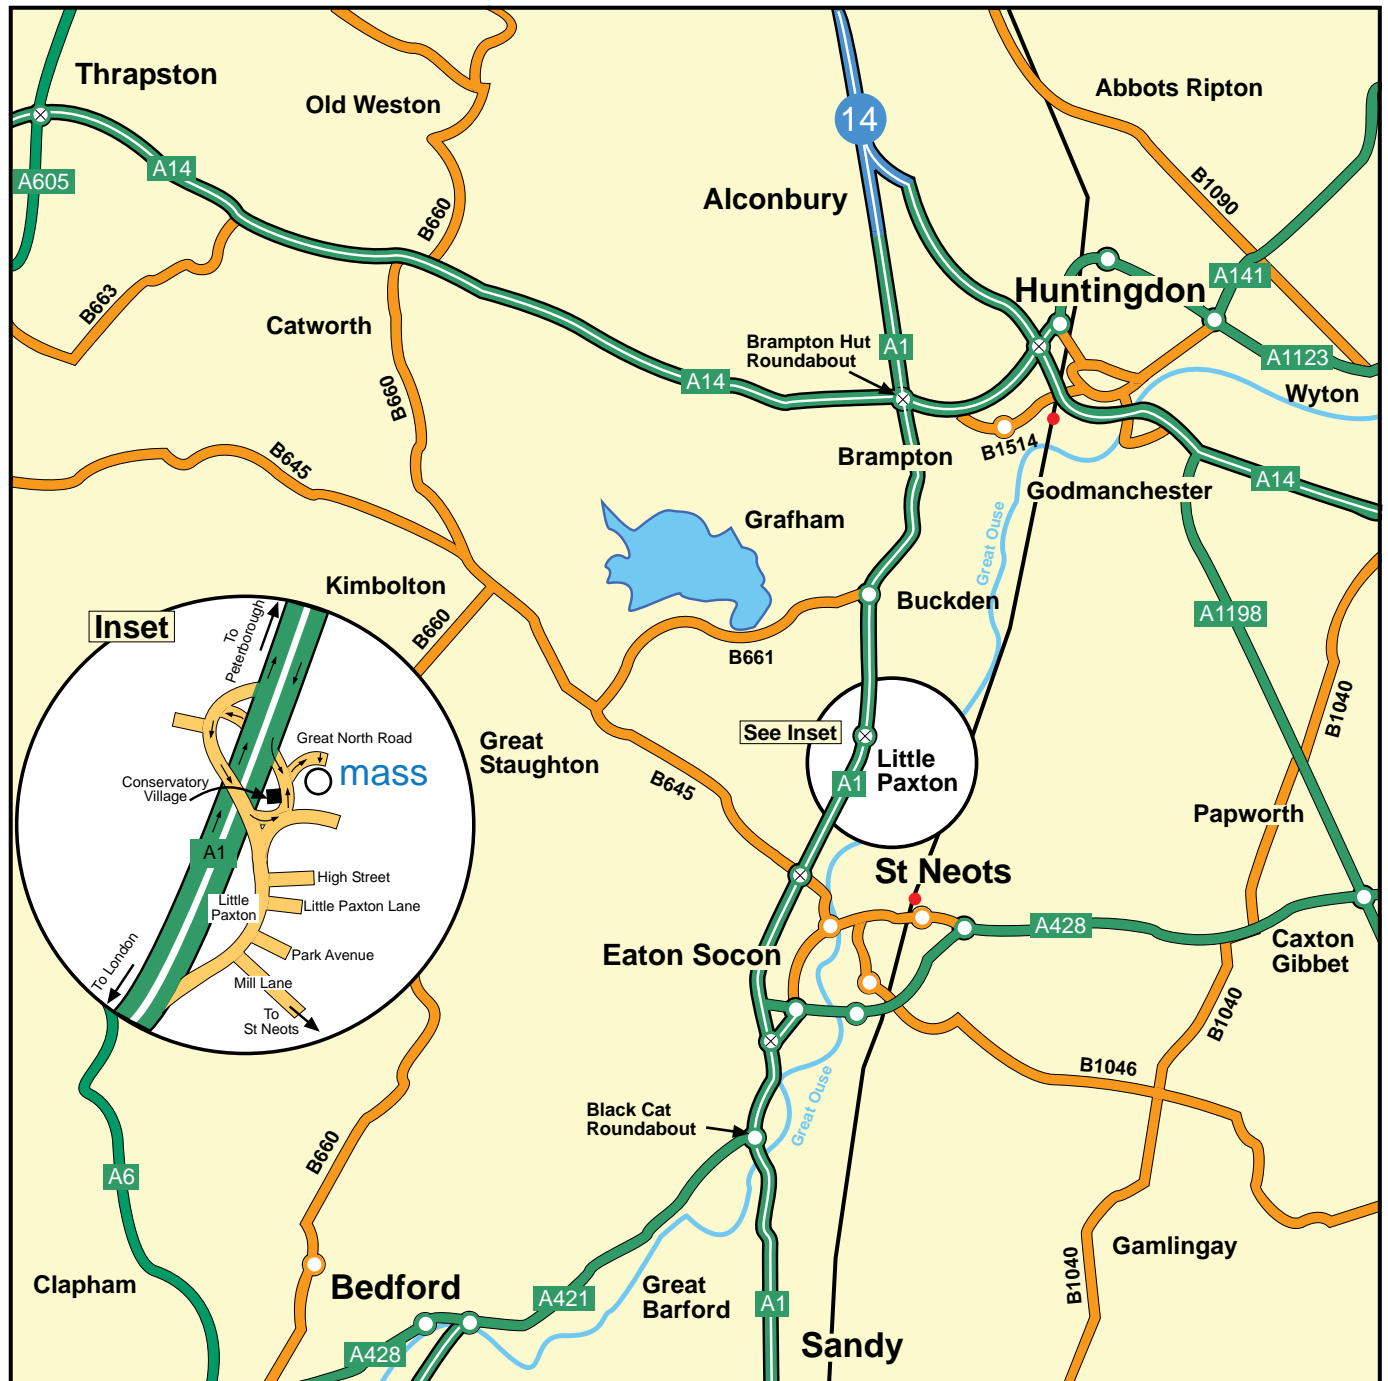 Thrapston
Old Weston
14
Abbots Ripton
A605
A14
Alconbury
B1090
B660
B663
Catworth
Huntingdon
A141
Brampton Hut
Roundabout
A1
A1123
A14
Wyton
B660
B645
Brampton
B1514
A14
Godmanchester
Grafham
Great Ouse
Kimbolton
Buckden
A1198
Inset
To
Peterborough
B660
B661
B1040
Great North Road
mass
Conservatory
Village
A1
High Street
Little
Paxton
Little Paxton Lane
Park Avenue
Mill Lane
To London
To
St Neots
Great
Staughton
See Inset
Little
Paxton
A1
B645
Papworth
St Neots
A428
Caxton
Gibbet
Eaton Socon
B1040
B1046
Black Cat
Roundabout
Great Ouse
B660
A6
Gamlingay
B1040
Clapham
Bedford
A421
Great
Barford
A1
A428
Sandy